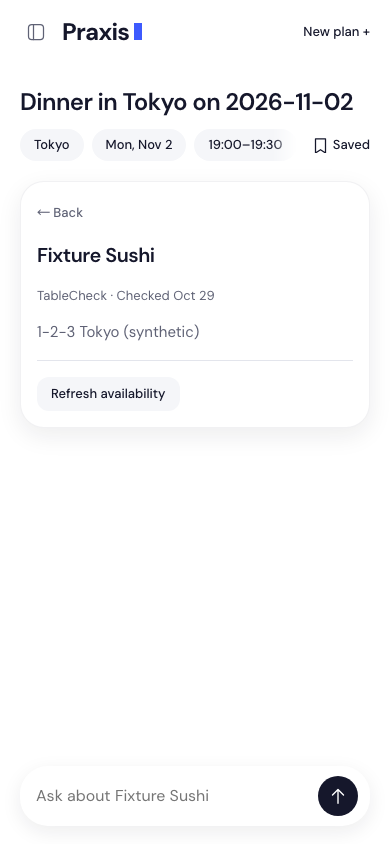 Praxis
New plan +
Dinner in Tokyo on 2026-11-02
Tokyo
Mon, Nov 2
19:00–19:30
Saved
← Back
Fixture Sushi
TableCheck · Checked Oct 29
1-2-3 Tokyo (synthetic)
Refresh availability
Ask about Fixture Sushi